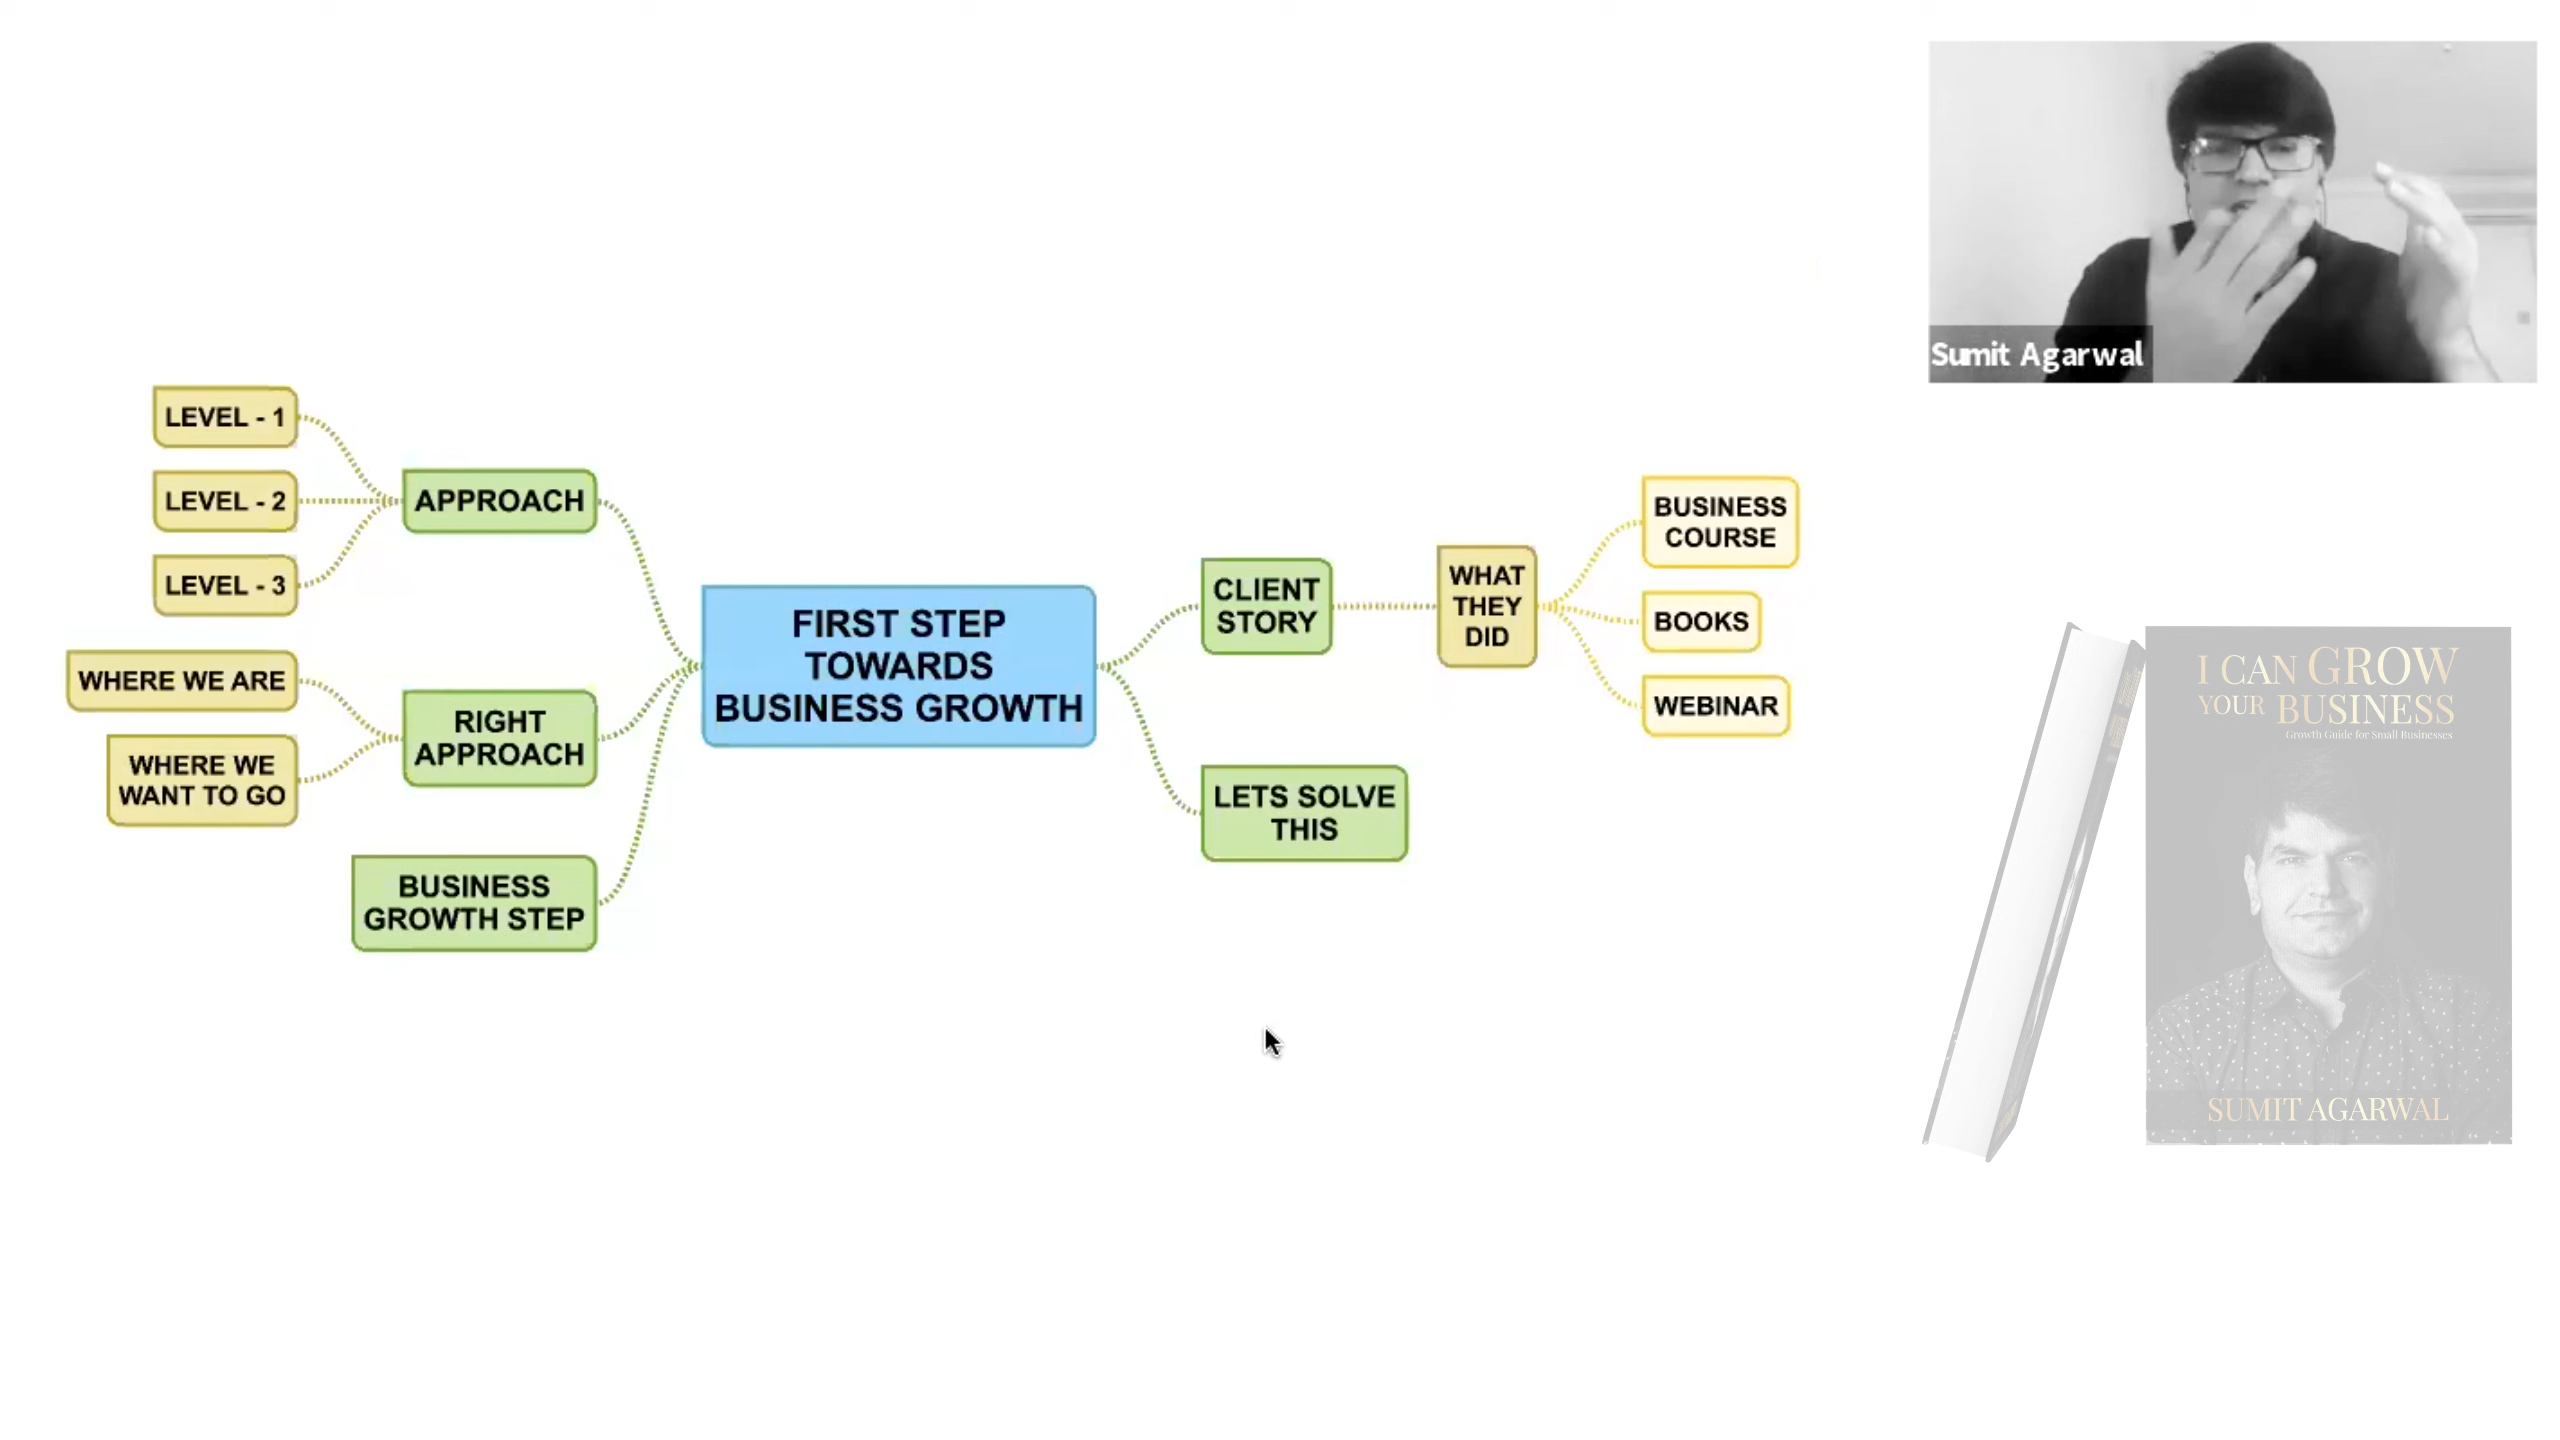 Sumit Agarwal
LEVEL - 1
LEVEL - 2
LEVEL - 3
APPROACH
WHERE WE ARE
WHERE WE
WANT TO GO
RIGHT
APPROACH
BUSINESS
GROWTH STEP
FIRST STEP
TOWARDS
BUSINESS GROWTH
CLIENT
STORY
WHAT
THEY
DID
BUSINESS
COURSE
BOOKS
WEBINAR
LETS SOLVE
THIS
I CAN GROW
YOUR BUSINESS
Growth Guide for Small Businesses
SUMIT AGARWAL